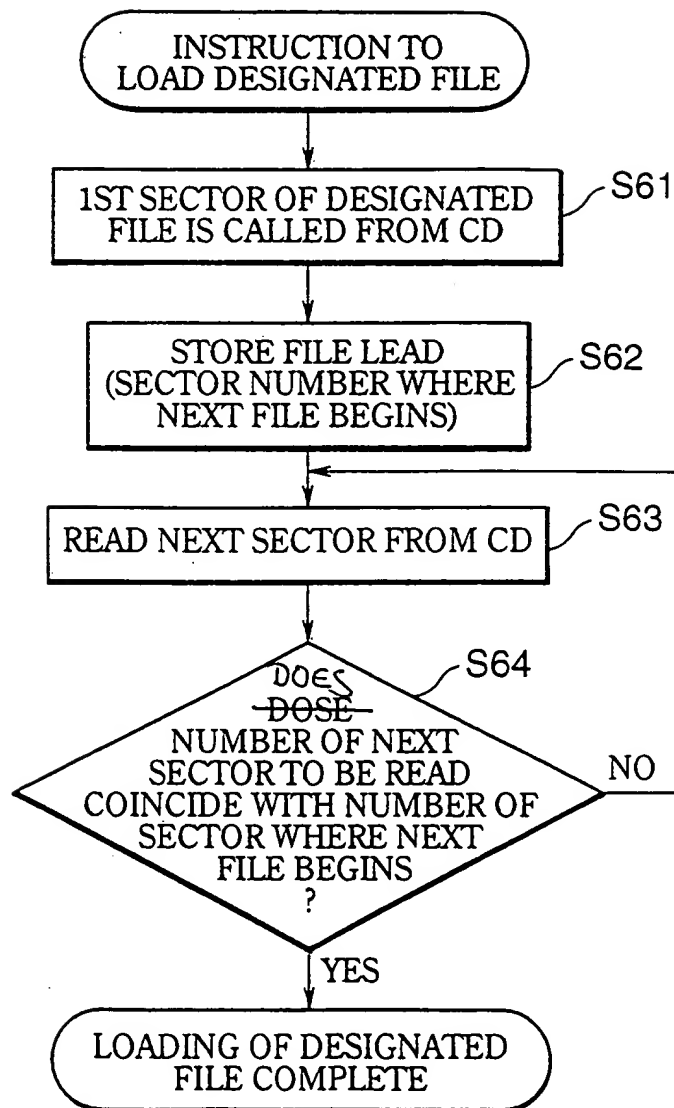 INSTRUCTION TO
LOAD DESIGNATED FILE
1ST SECTOR OF DESIGNATED
FILE IS CALLED FROM CD
S61
STORE FILE LEAD
(SECTOR NUMBER WHERE
NEXT FILE BEGINS)
S62
READ NEXT SECTOR FROM CD
S63
S64
DOES
DOSE
NUMBER OF NEXT
SECTOR TO BE READ
COINCIDE WITH NUMBER OF
SECTOR WHERE NEXT
FILE BEGINS
?
NO
YES
LOADING OF DESIGNATED
FILE COMPLETE